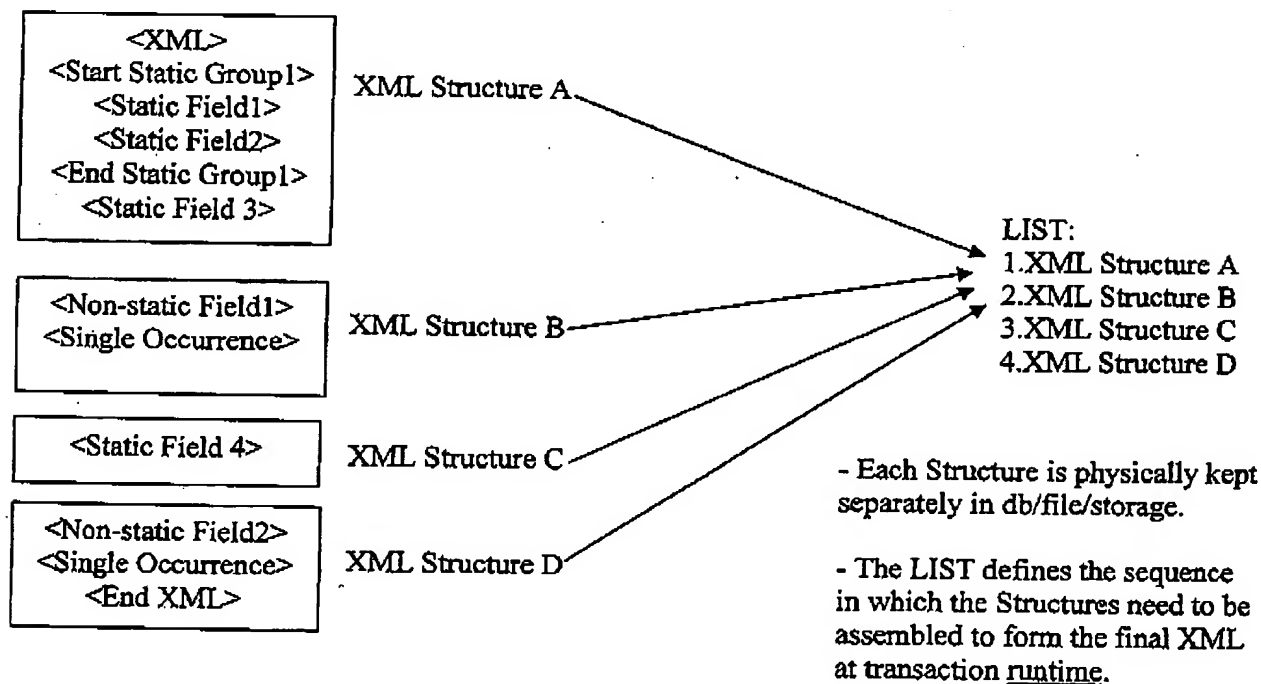 <XML>
<Start Static Group1>
<Static Field1>
<Static Field2>
<End Static Group1>
<Static Field 3>
XML Structure A
<Non-static Field1>
<Single Occurrence>
XML Structure B
<Static Field 4>
XML Structure C
<Non-static Field2>
<Single Occurrence>
<End XML>
XML Structure D
LIST:
1.XML Structure A
2.XML Structure B
3.XML Structure C
4.XML Structure D
- Each Structure is physically kept
separately in db/file/storage.
- The LIST defines the sequence
in which the Structures need to be
assembled to form the final XML
at transaction runtime.